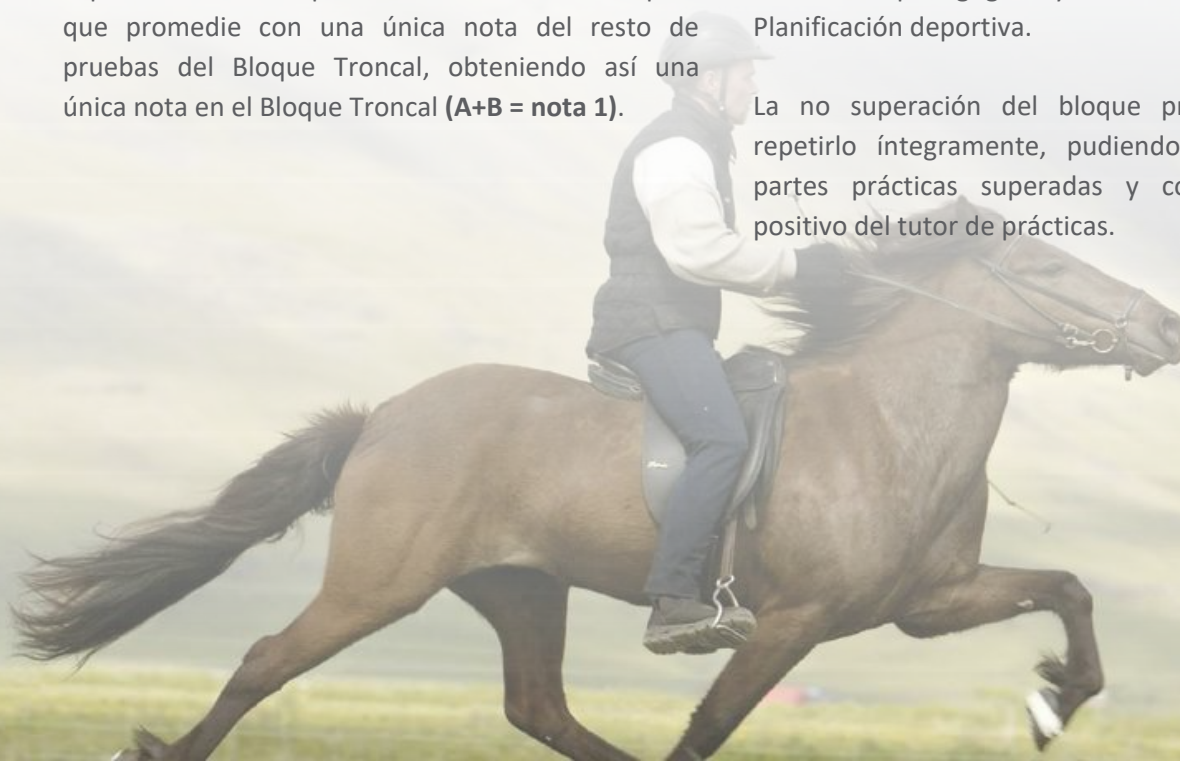 que promedie con una única nota del resto de
pruebas del Bloque Troncal, obteniendo así una
única nota en el Bloque Troncal (A+B = nota 1).
Planificación deportiva.
La no superación del bloque
repetirlo íntegramente, pudiendo
partes prácticas superadas y
positivo del tutor de prácticas.